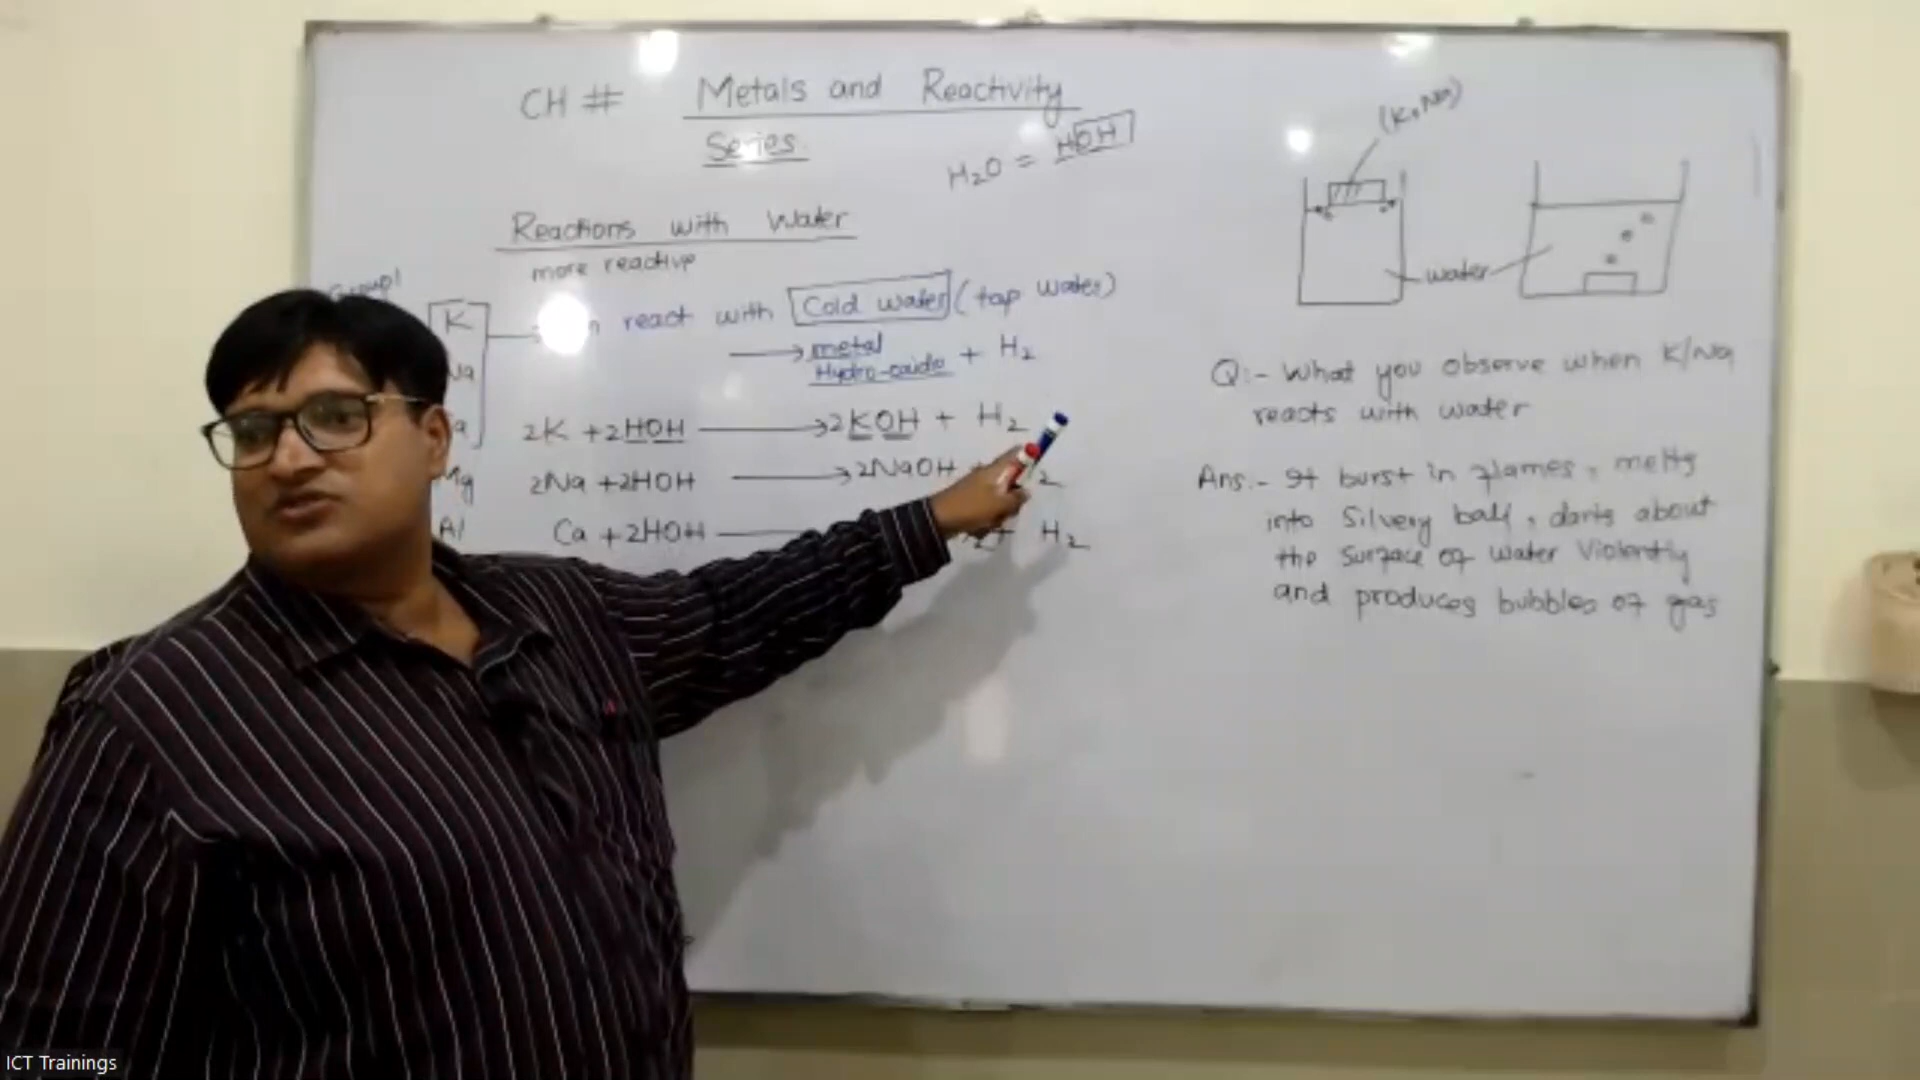 CH # Metals and Reactivity
Series.
H₂O = HOH
Reactions with Water
more reactive
Group1
K
react with Cold water (tap water)
→ metal
Hydro-oxide + H₂
2K + 2HOH → 2KOH + H₂
2Na + 2HOH → 2NaOH
Mg
Al
Ca + 2HOH → + H₂
(K, Na)
water
Q:- What you observe when K/Na
reacts with water
Ans:- It burst in flames, melts
into Silvery ball, darts about
the surface of water Violently
and produces bubbles of gas
ICT Trainings